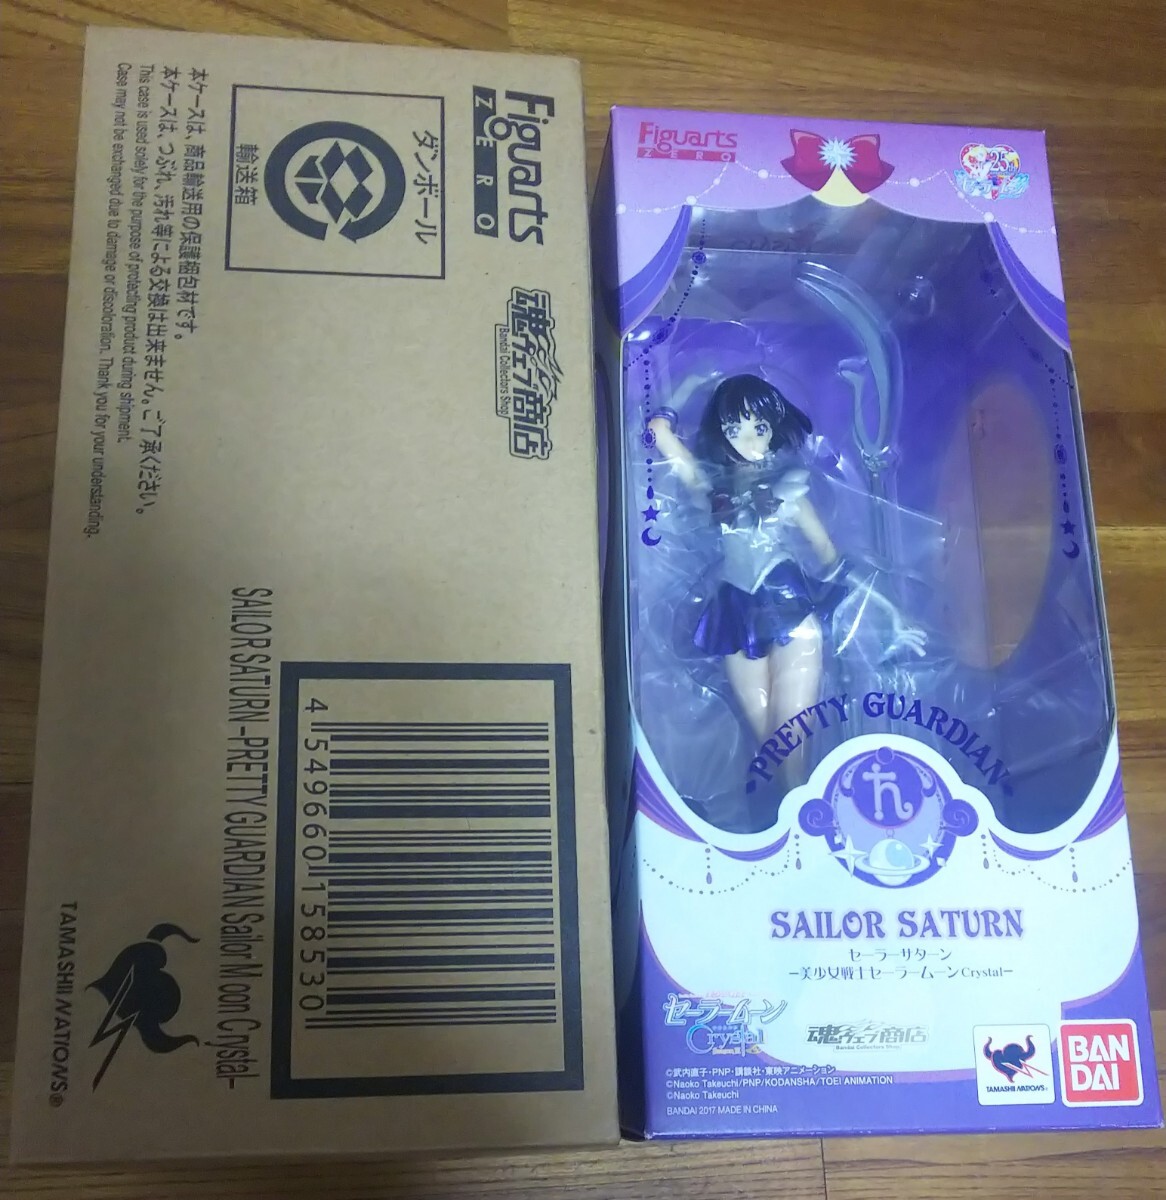 Figuarts
ZERO
魂ウェブ商店
Bandai Collectors Shop
ダンボール
輸送箱
本ケースは、商品輸送用の保護梱包材です。
本ケースは、つぶれ、汚れ等による交換は出来ません。ご了承ください。
This case is used solely for the purpose of protecting product during shipment.
Case may not be exchanged due to damage or discoloration. Thank you for your understanding.
SAILOR SATURN -PRETTY GUARDIAN Sailor Moon Crystal-
4 549660 158530
TAMASHII NATIONS®
Figuarts
ZERO
25th
PRETTY GUARDIAN
SAILOR SATURN
セーラーサターン
-美少女戦士セーラームーンCrystal-
セーラームーン
Crystal
魂ウェブ商店
Bandai Collectors Shop
TAMASHII NATIONS
BAN
DAI
©武内直子・PNP・講談社・東映アニメーション
©Naoko Takeuchi/PNP/KODANSHA/TOEI ANIMATION
©Naoko Takeuchi
BANDAI 2017 MADE IN CHINA